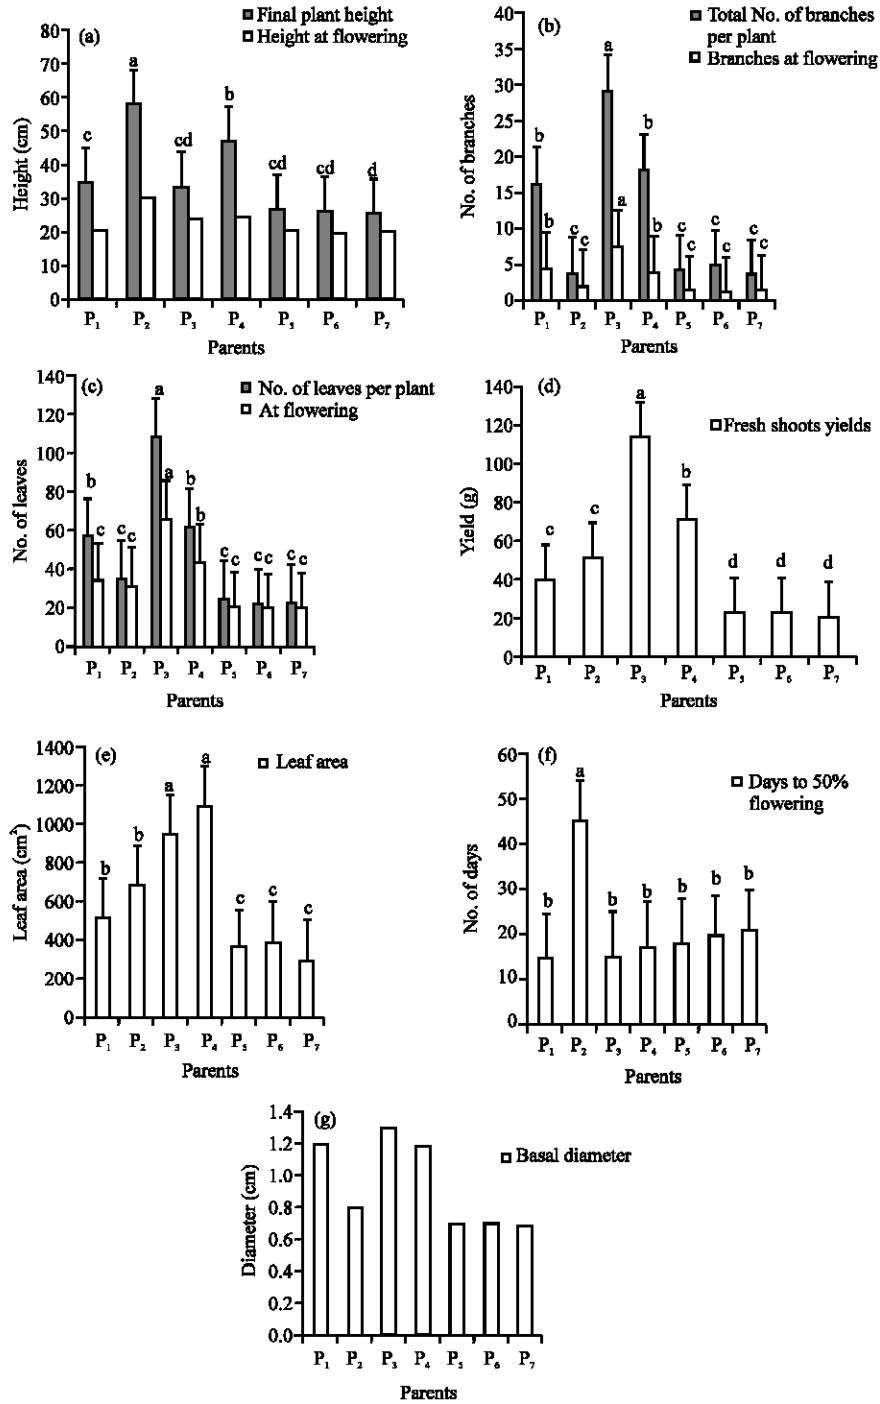 (a)
Final plant height
Height at flowering
Height (cm)
80
70
60
50
40
30
20
10
0
c
a
cd
b
cd
cd
d
P₁ P₂ P₃ P₄ P₅ P₆ P₇
Parents
(b)
Total No. of branches
per plant
Branches at flowering
No. of branches
40
35
30
25
20
15
10
5
0
b b
c c
a a
b b
c c
c c
c c
P₁ P₂ P₃ P₄ P₅ P₆ P₇
Parents
(c)
No. of leaves per plant
At flowering
No. of leaves
140
120
100
80
60
40
20
0
b c
c c
a a
b b
c c
c c
c c
P₁ P₂ P₃ P₄ P₅ P₆ P₇
Parents
(d)
Fresh shoots yields
Yield (g)
140
120
100
80
60
40
20
0
c
c
a
b
d
d
d
P₁ P₂ P₃ P₄ P₅ P₆ P₇
Parents
(e)
Leaf area
Leaf area (cm²)
1400
1200
1000
800
600
400
200
0
b
b
a
a
c
c
c
P₁ P₂ P₃ P₄ P₅ P₆ P₇
Parents
(f)
Days to 50%
flowering
No. of days
60
50
40
30
20
10
0
b
a
b
b
b
b
b
P₁ P₂ P₃ P₄ P₅ P₆ P₇
Parents
(g)
Basal diameter
Diameter (cm)
1.4
1.2
1.0
0.8
0.6
0.4
0.2
0.0
P₁ P₂ P₃ P₄ P₅ P₆ P₇
Parents